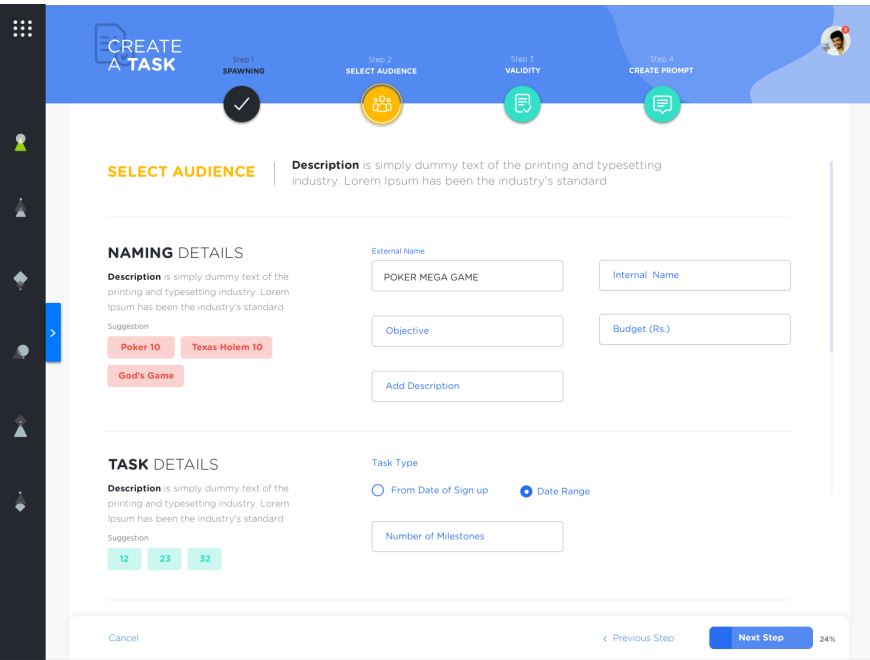 CREATE
A TASK
Step 1
SPAWNING
Step 2
SELECT AUDIENCE
Step 3
VALIDITY
Step 4
CREATE PROMPT
3
SELECT AUDIENCE
Description is simply dummy text of the printing and typesetting
industry. Lorem Ipsum has been the industry's standard
NAMING DETAILS
Description is simply dummy text of the
printing and typesetting industry. Lorem
Ipsum has been the industry's standard
Suggestion
Poker 10
Texas Holem 10
God's Game
External Name
POKER MEGA GAME
Internal Name
Objective
Budget (Rs.)
Add Description
TASK DETAILS
Description is simply dummy text of the
printing and typesetting industry. Lorem
Ipsum has been the industry's standard
Suggestion
12
23
32
Task Type
From Date of Sign up
Date Range
Number of Milestones
Cancel
< Previous Step
Next Step
24%